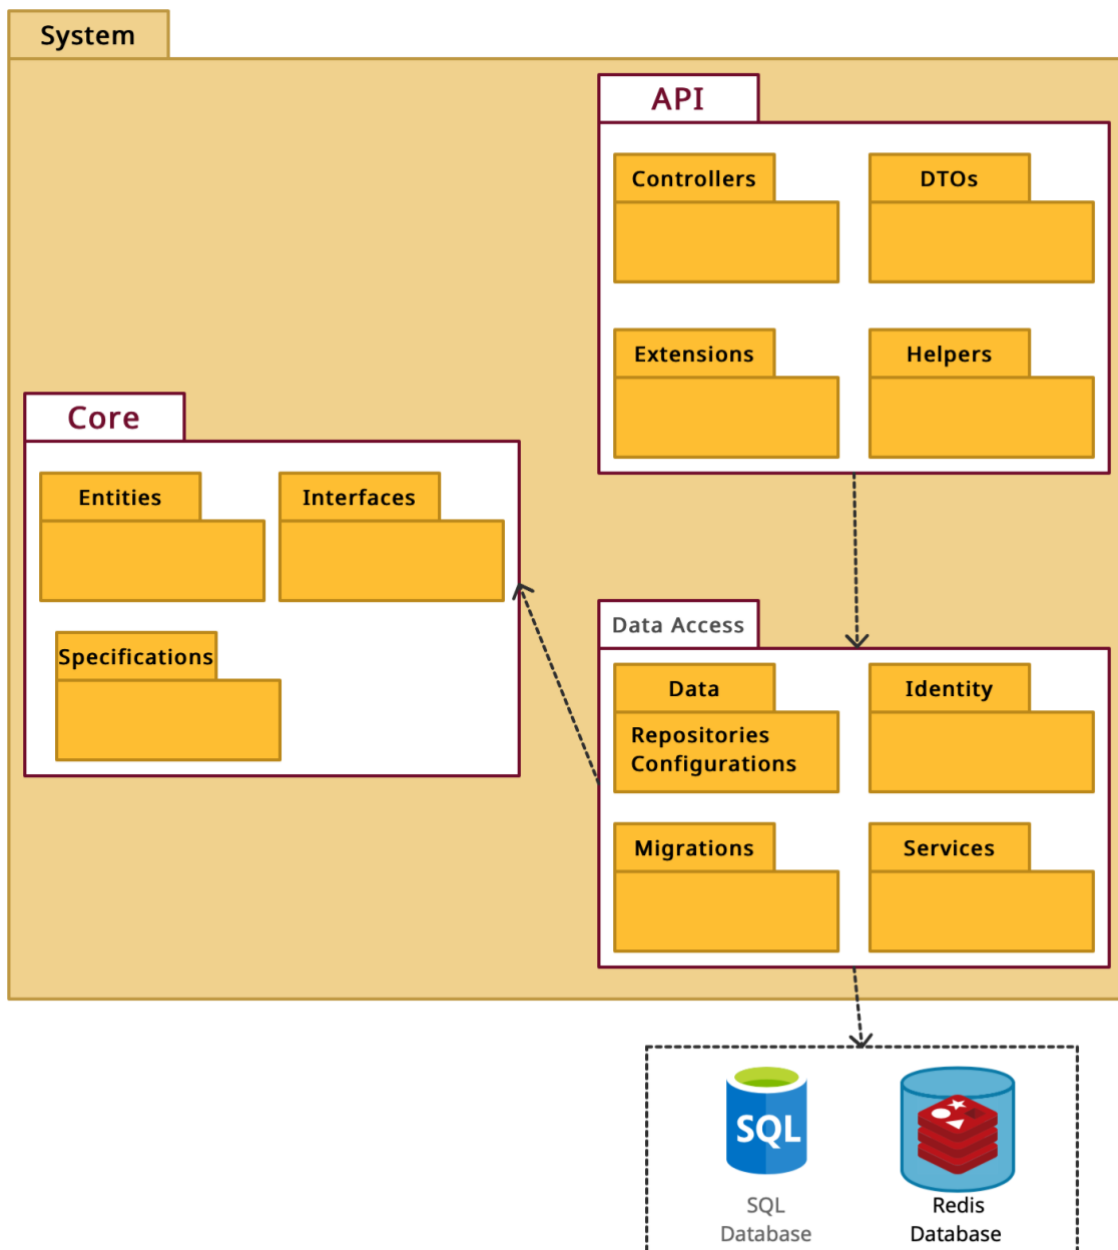 System
API
Controllers
DTOs
Extensions
Helpers
Core
Entities
Interfaces
Specifications
Data Access
Data
Repositories
Configurations
Identity
Migrations
Services
SQL
SQL
Database
Redis
Database